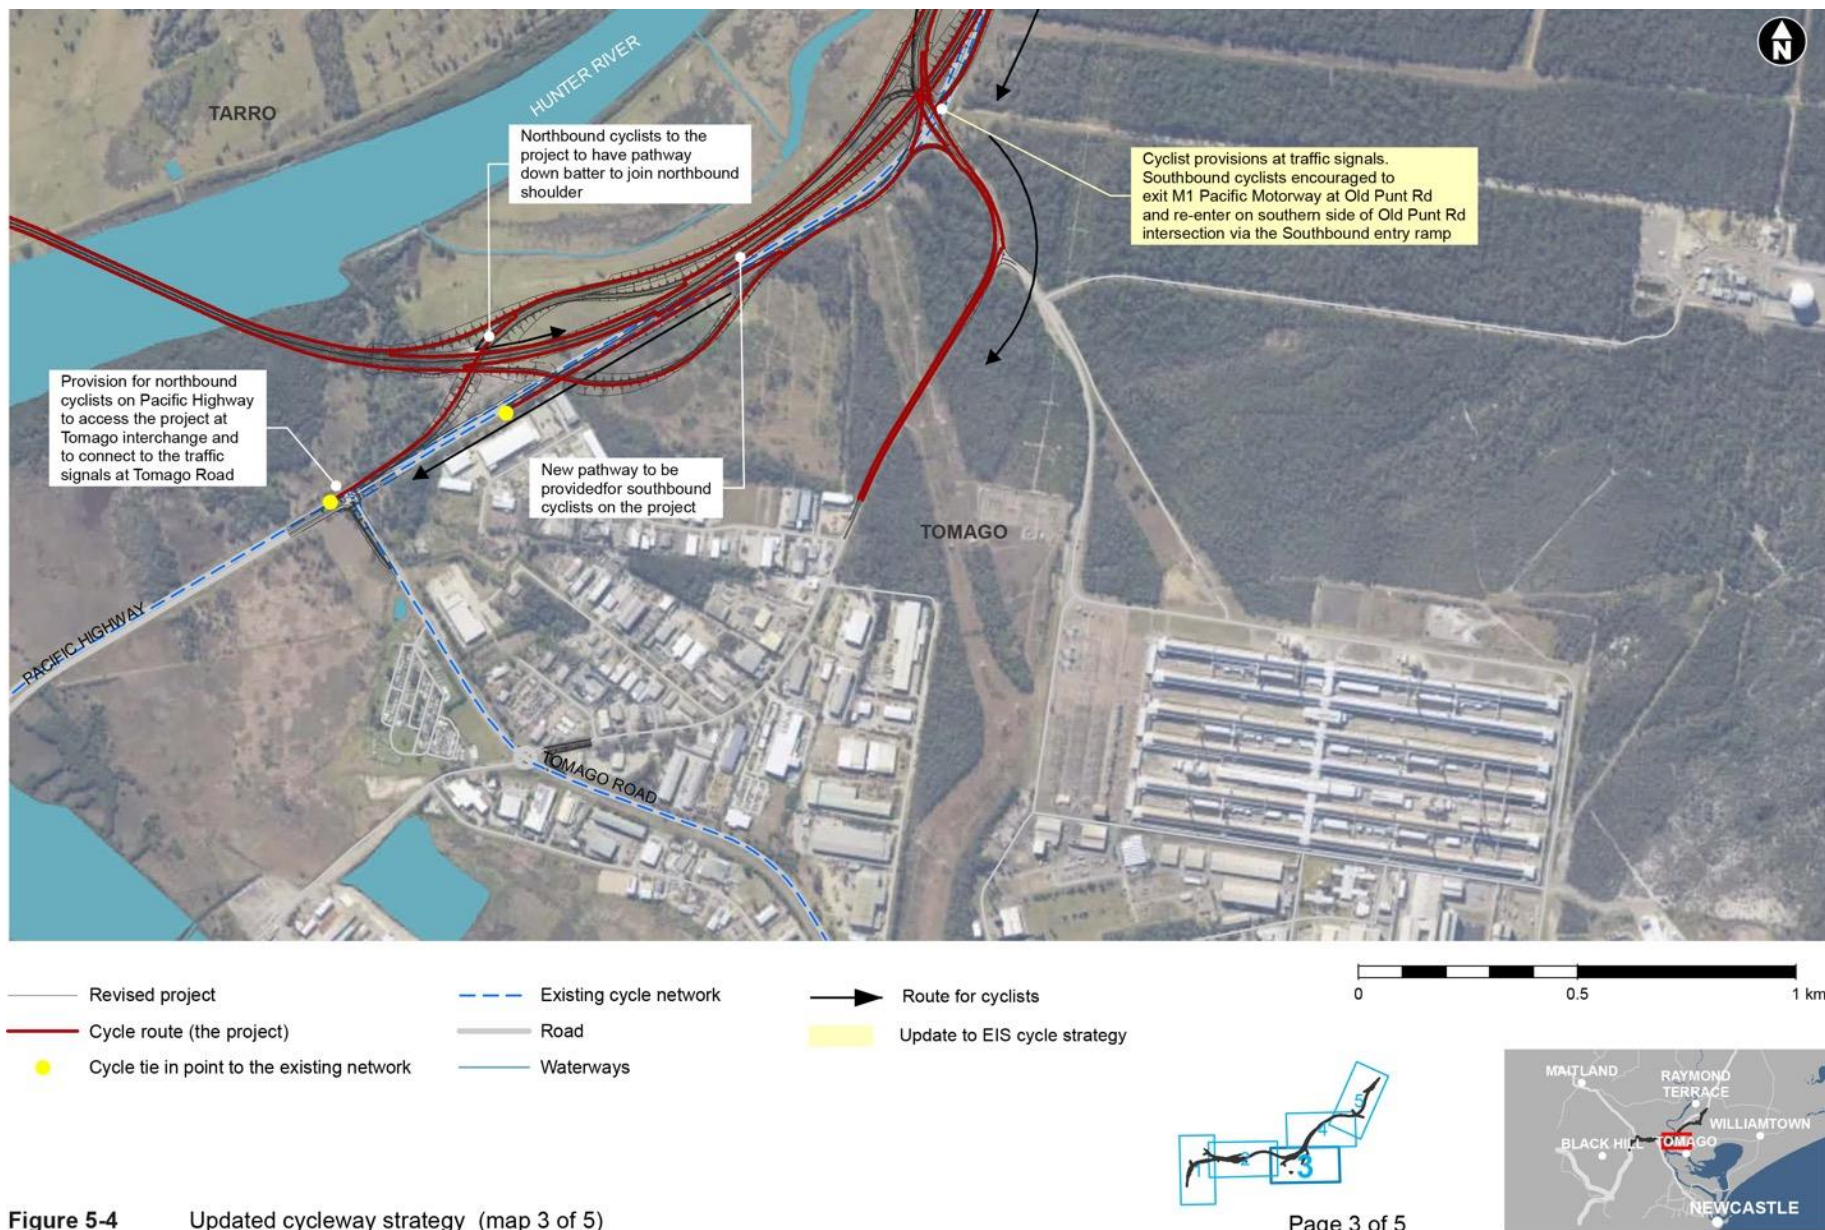 N
TARRO
HUNTER RIVER
Northbound cyclists to the
project to have pathway
down batter to join northbound
shoulder
Cyclist provisions at traffic signals.
Southbound cyclists encouraged to
exit M1 Pacific Motorway at Old Punt Rd
and re-enter on southern side of Old Punt Rd
intersection via the Southbound entry ramp
Provision for northbound
cyclists on Pacific Highway
to access the project at
Tomago interchange and
to connect to the traffic
signals at Tomago Road
New pathway to be
providedfor southbound
cyclists on the project
TOMAGO
PACIFIC HIGHWAY
TOMAGO ROAD
Revised project
Cycle route (the project)
Cycle tie in point to the existing network
Existing cycle network
Road
Waterways
Route for cyclists
Update to EIS cycle strategy
0 0.5 1 km
1
2
3
4
5
Page 3 of 5
MAITLAND
RAYMOND
TERRACE
WILLIAMTOWN
BLACK HILL
TOMAGO
NEWCASTLE
Figure 5-4 Updated cycleway strategy (map 3 of 5)